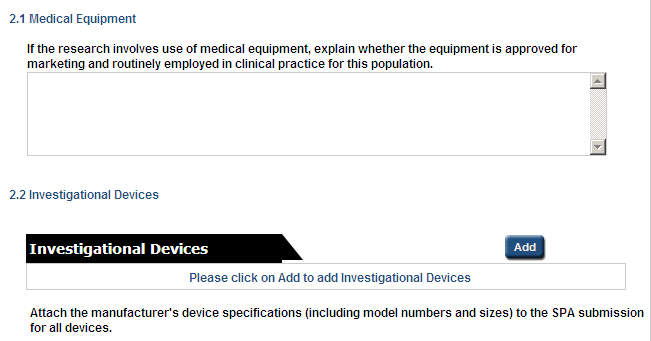 2.1 Medical Equipment
If the research involves use of medical equipment, explain whether the equipment is approved for
marketing and routinely employed in clinical practice for this population.
2.2 Investigational Devices
Investigational Devices
Add
Please click on Add to add Investigational Devices
Attach the manufacturer's device specifications (including model numbers and sizes) to the SPA submission
for all devices.